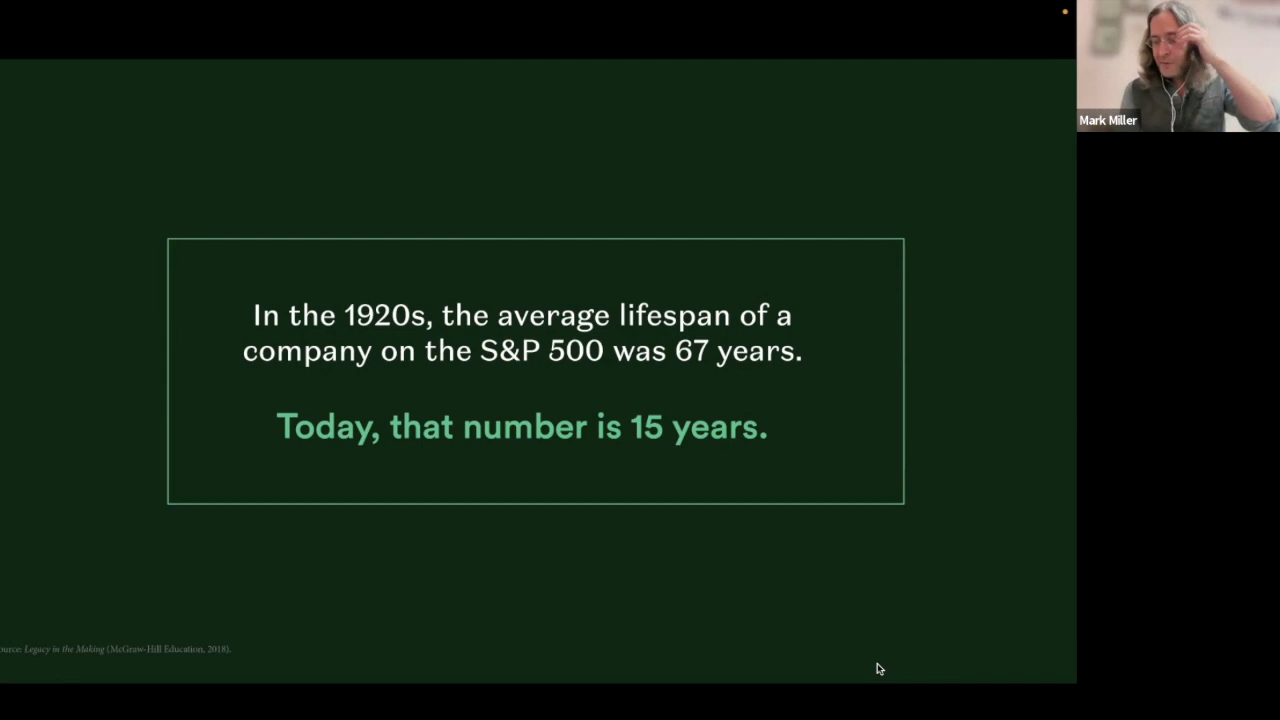 Mark Miller
In the 1920s, the average lifespan of a
company on the S&P 500 was 67 years.
Today, that number is 15 years.
ource: Legacy in the Making (McGraw-Hill Education, 2018).